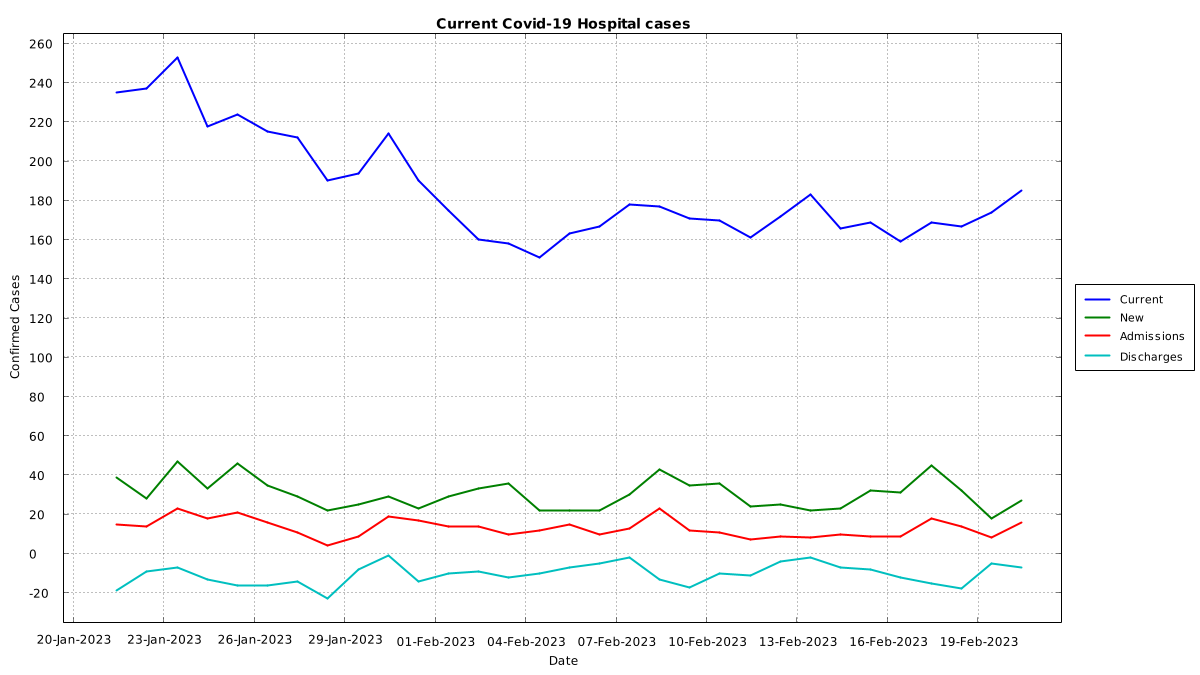 Current Covid-19 Hospital cases
260
240
220
200
180
160
140
120
100
80
60
40
20
0
-20
Confirmed Cases
20-Jan-2023
23-Jan-2023
26-Jan-2023
29-Jan-2023
01-Feb-2023
04-Feb-2023
07-Feb-2023
10-Feb-2023
13-Feb-2023
16-Feb-2023
19-Feb-2023
Date
Current
New
Admissions
Discharges